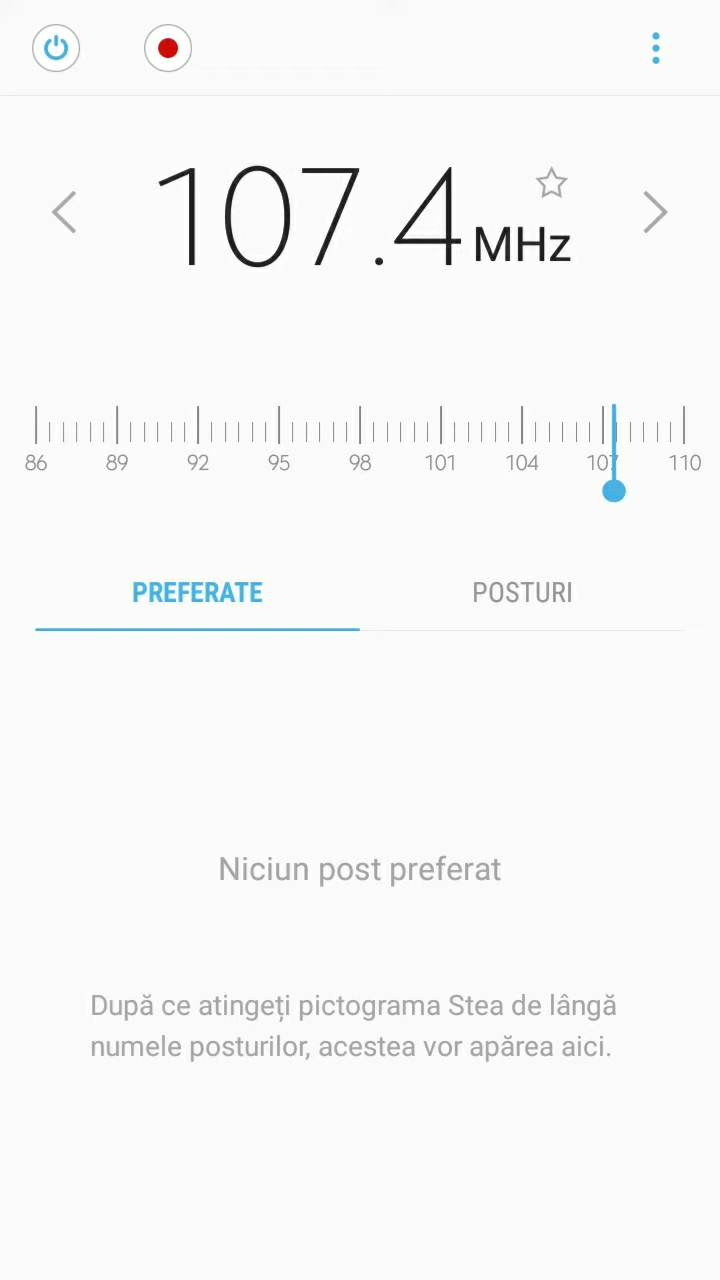 107.4 MHz
86 89 92 95 98 101 104 107 110
PREFERATE POSTURI
Niciun post preferat
După ce atingeți pictograma Stea de lângă
numele posturilor, acestea vor apărea aici.